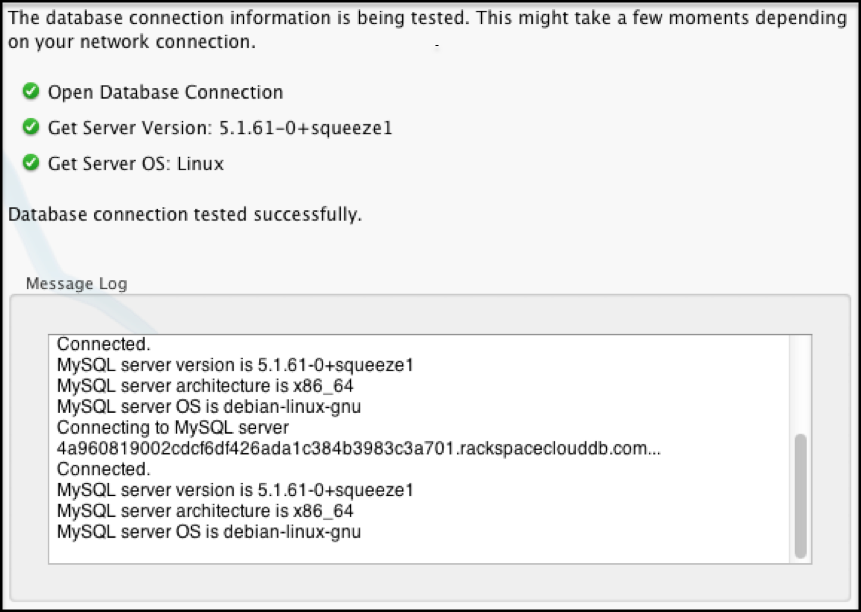 The database connection information is being tested. This might take a few moments depending
on your network connection.
Open Database Connection
Get Server Version: 5.1.61-0+squeeze1
Get Server OS: Linux
Database connection tested successfully.
Message Log
Connected.
MySQL server version is 5.1.61-0+squeeze1
MySQL server architecture is x86_64
MySQL server OS is debian-linux-gnu
Connecting to MySQL server
4a960819002cdcf6df426ada1c384b3983c3a701.rackspaceclouddb.com...
Connected.
MySQL server version is 5.1.61-0+squeeze1
MySQL server architecture is x86_64
MySQL server OS is debian-linux-gnu